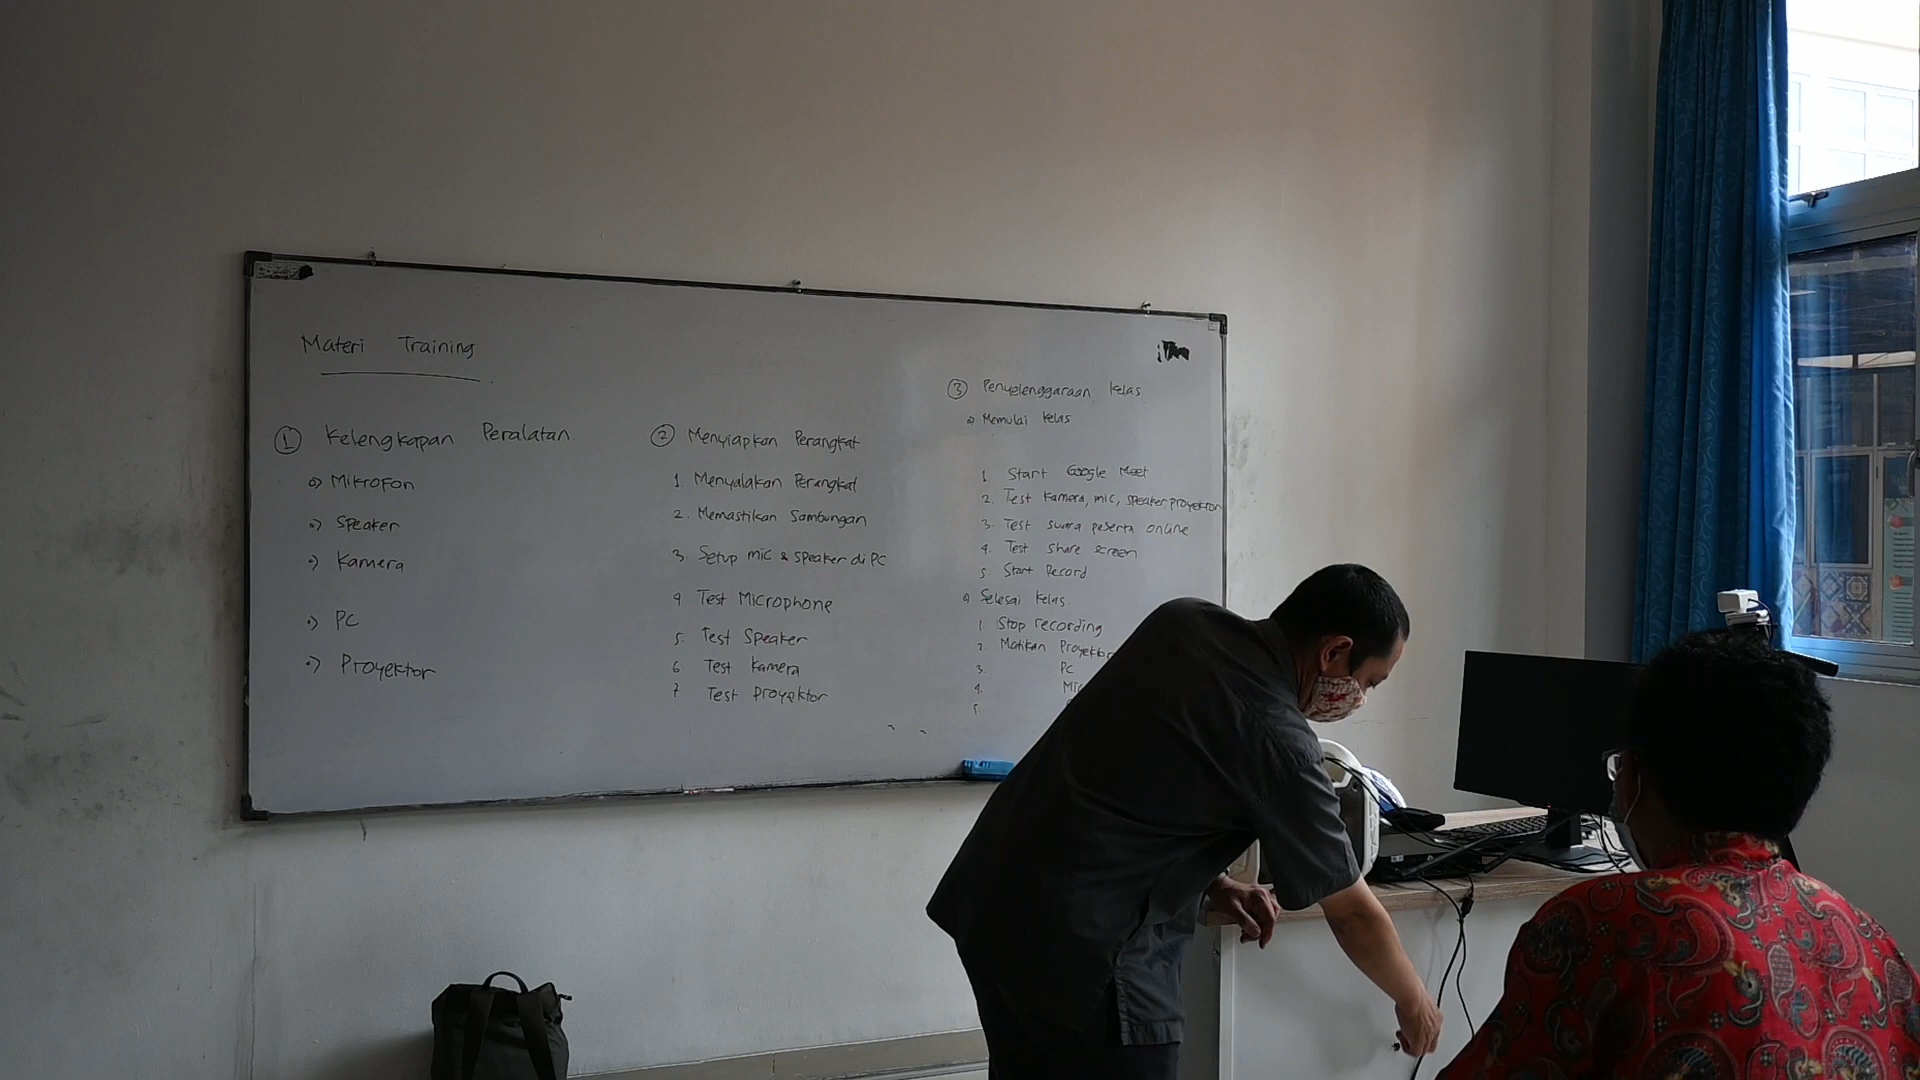 Materi Training
① Kelengkapan Peralatan
Mikrofon
Speaker
Kamera
PC
Proyektor
② Menyiapkan Perangkat
1. Menyalakan Perangkat
2. Memastikan Sambungan
3. Setup mic & speaker di PC
4 Test Microphone
5. Test Speaker
6 Test Kamera
7 Test Proyektor
③ Penyelenggaraan Kelas
Memulai Kelas
1. Start Google Meet
2. Test Kamera, mic, speaker, proyektor
3. Test suara peserta online
4. Test share screen
5 Start Record
Selesai Kelas
1. Stop recording
2. Matikan Proyektor
3. PC
4. Mic
5.